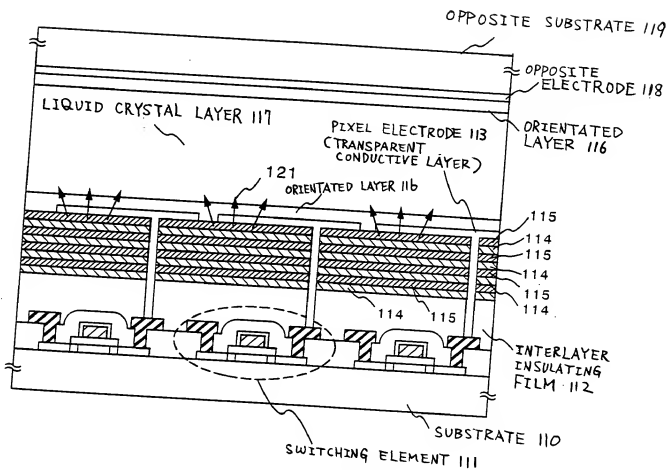 OPPOSITE SUBSTRATE 119
OPPOSITE
ELECTRODE 118
ORIENTATED
LAYER 116
LIQUID CRYSTAL LAYER 117
PIXEL ELECTRODE 113
(TRANSPARENT
CONDUCTIVE LAYER)
121
ORIENTATED LAYER 116
115
114
115
114
115
114
114
115
INTERLAYER
INSULATING
FILM 112
SUBSTRATE 110
SWITCHING ELEMENT 111